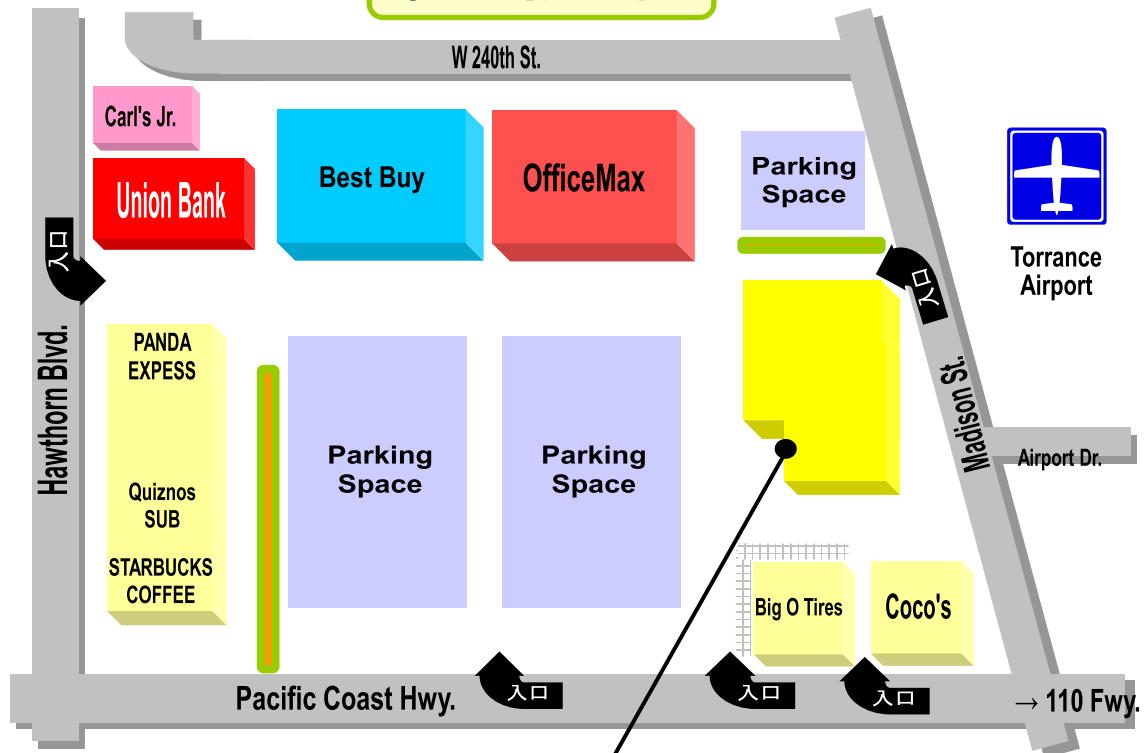 W 240th St.
Carl's Jr.
Union Bank
Best Buy
OfficeMax
Parking
Space
Torrance
Airport
入口
入口
Hawthorn Blvd.
PANDA
EXPESS
Quiznos
SUB
STARBUCKS
COFFEE
Parking
Space
Parking
Space
Madison St.
Airport Dr.
Big O Tires
Coco's
Pacific Coast Hwy.
入口
入口
入口
→ 110 Fwy.